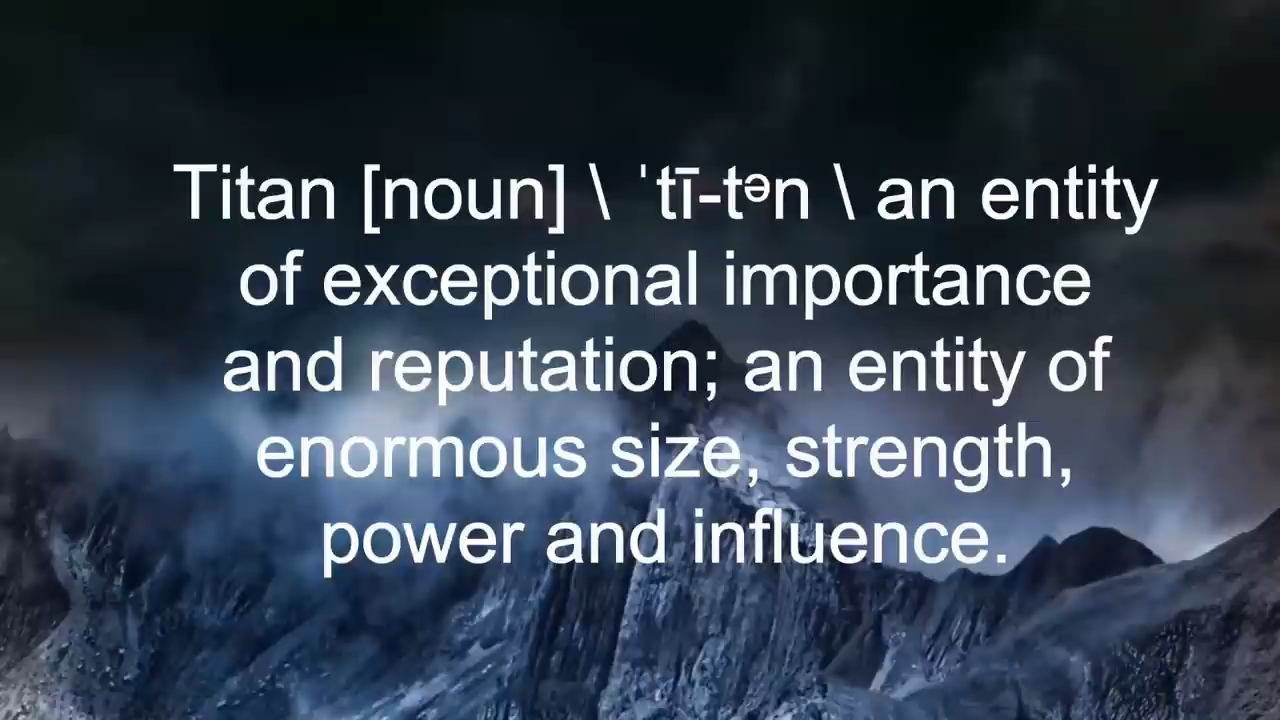 Titan [noun] \ ˈtī-tᵊn \ an entity
of exceptional importance
and reputation; an entity of
enormous size, strength,
power and influence.